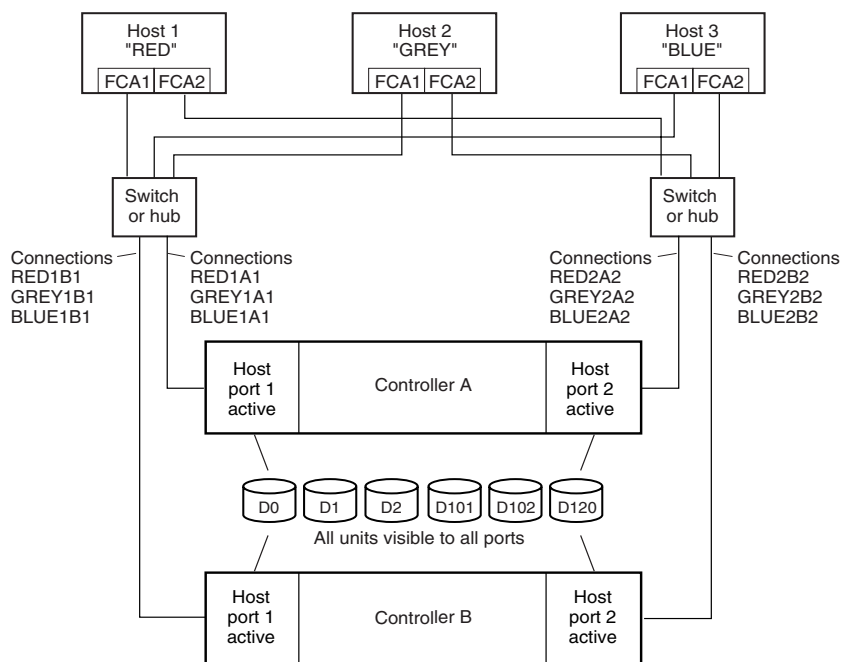 Host 1
"RED"
FCA1 FCA2
Host 2
"GREY"
FCA1 FCA2
Host 3
"BLUE"
FCA1 FCA2
Switch
or hub
Switch
or hub
Connections
RED1B1
GREY1B1
BLUE1B1
Connections
RED1A1
GREY1A1
BLUE1A1
Connections
RED2A2
GREY2A2
BLUE2A2
Connections
RED2B2
GREY2B2
BLUE2B2
Host
port 1
active
Controller A
Host
port 2
active
D0 D1 D2 D101 D102 D120
All units visible to all ports
Host
port 1
active
Controller B
Host
port 2
active